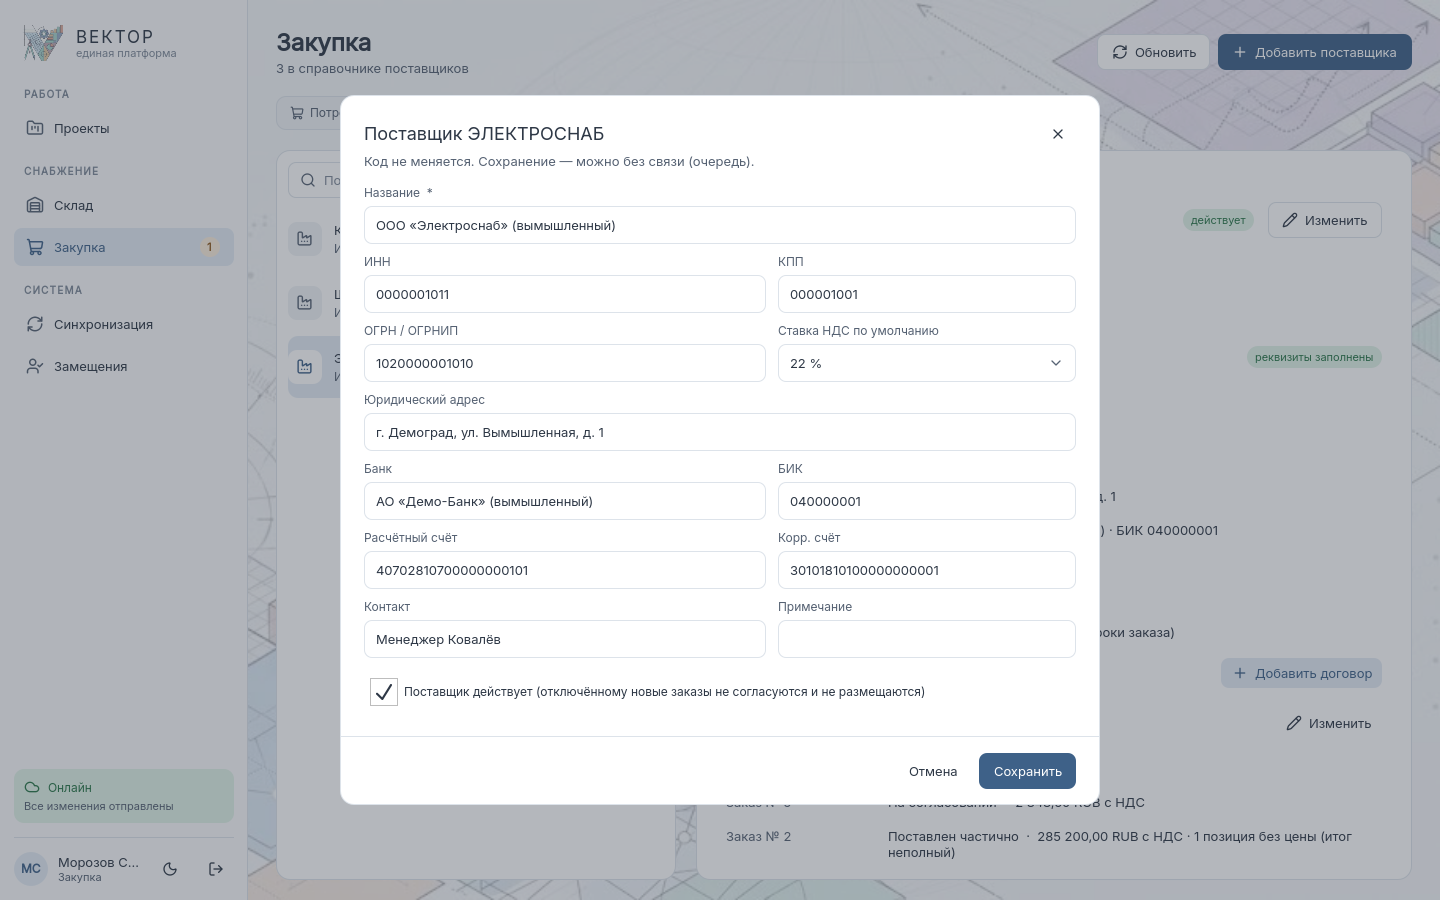 ВЕКТОР
единая платформа
РАБОТА
Проекты
СНАБЖЕНИЕ
Склад
Закупка
1
СИСТЕМА
Синхронизация
Замещения
Онлайн
Все изменения отправлены
МС
Морозов С...
Закупка
Закупка
3 в справочнике поставщиков
Обновить
Добавить поставщика
действует
Изменить
реквизиты заполнены
д. 1
) · БИК 040000001
роки заказа)
Добавить договор
Изменить
Заказ № 2
Поставлен частично · 285 200,00 RUB с НДС · 1 позиция без цены (итог
неполный)
Поставщик ЭЛЕКТРОСНАБ
Код не меняется. Сохранение — можно без связи (очередь).
Название *
ООО «Электроснаб» (вымышленный)
ИНН
КПП
0000001011
000001001
ОГРН / ОГРНИП
Ставка НДС по умолчанию
1020000001010
22 %
Юридический адрес
г. Демоград, ул. Вымышленная, д. 1
Банк
БИК
АО «Демо-Банк» (вымышленный)
040000001
Расчётный счёт
Корр. счёт
40702810700000000101
30101810100000000001
Контакт
Примечание
Менеджер Ковалёв
Поставщик действует (отключённому новые заказы не согласуются и не размещаются)
Отмена
Сохранить